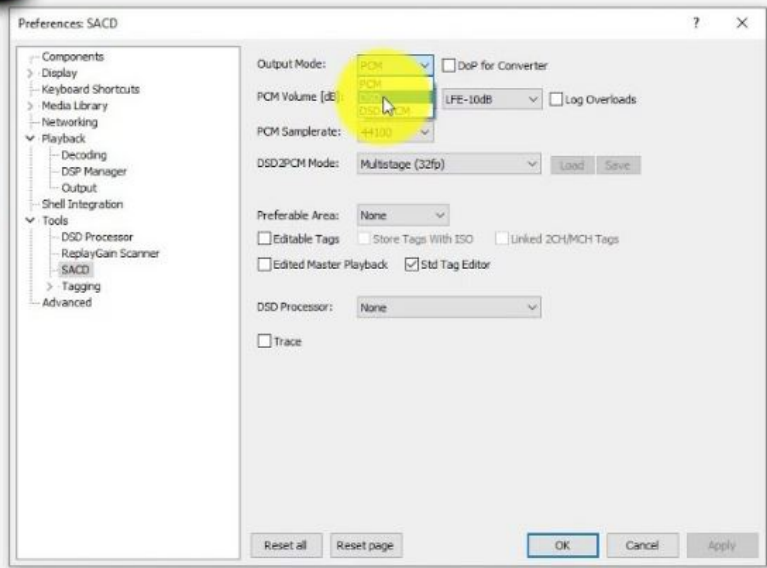 Preferences: SACD
? X
Components
Display
Keyboard Shortcuts
Media Library
Networking
Playback
Decoding
DSP Manager
Output
Shell Integration
Tools
DSD Processor
ReplayGain Scanner
SACD
Tagging
Advanced
Output Mode: PCM DoP for Converter
PCM
PCM Volume [dB]: LFE-10dB Log Overloads
PCM Samplerate: 44100
DSD2PCM Mode: Multistage (32fp) Load Save
Preferable Area: None
Editable Tags Store Tags With ISO Linked 2CH/MCH Tags
Edited Master Playback Std Tag Editor
DSD Processor: None
Trace
Reset all Reset page OK Cancel Apply